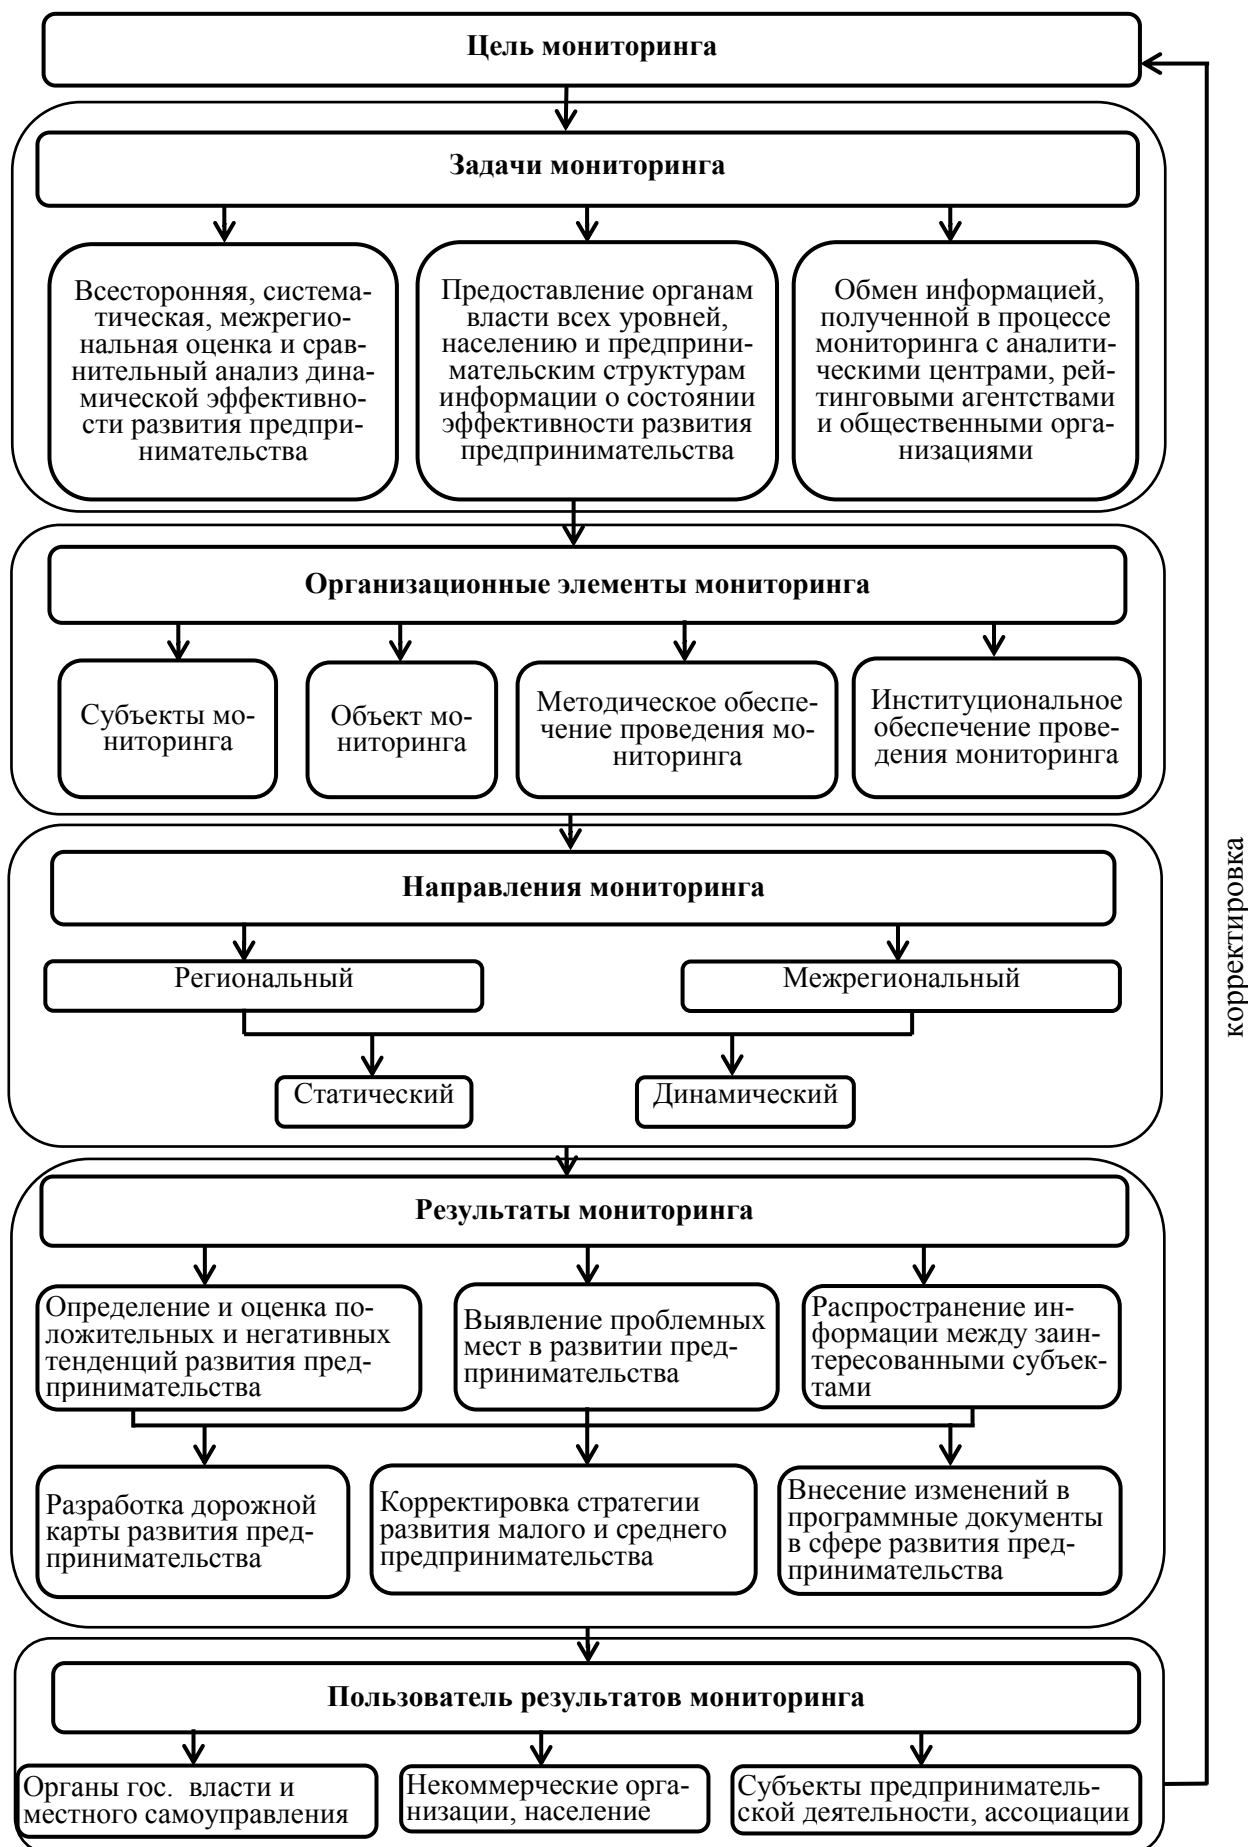 Цель мониторинга
Задачи мониторинга
Всесторонняя, система-
тическая, межрегио-
нальная оценка и срав-
нительный анализ дина-
мической эффективно-
сти развития предпри-
нимательства
Предоставление органам
власти всех уровней,
населению и предприни-
мательским структурам
информации о состоянии
эффективности развития
предпринимательства
Обмен информацией,
полученной в процессе
мониторинга с аналити-
ческими центрами, рей-
тинговыми агентствами
и общественными орга-
низациями
Организационные элементы мониторинга
Субъекты мо-
ниторинга
Объект мо-
ниторинга
Методическое обеспе-
чение проведения мо-
ниторинга
Институциональное
обеспечение прове-
дения мониторинга
Направления мониторинга
Региональный
Межрегиональный
Статический
Динамический
Результаты мониторинга
Определение и оценка по-
ложительных и негативных
тенденций развития пред-
принимательства
Выявление проблемных
мест в развитии пред-
принимательства
Распространение ин-
формации между заин-
тересованными субъек-
тами
Разработка дорожной
карты развития пред-
принимательства
Корректировка стратегии
развития малого и среднего
предпринимательства
Внесение изменений в
программные документы
в сфере развития пред-
принимательства
Пользователь результатов мониторинга
Органы гос. власти и
местного самоуправления
Некоммерческие орга-
низации, население
Субъекты предприниматель-
ской деятельности, ассоциации
корректировка